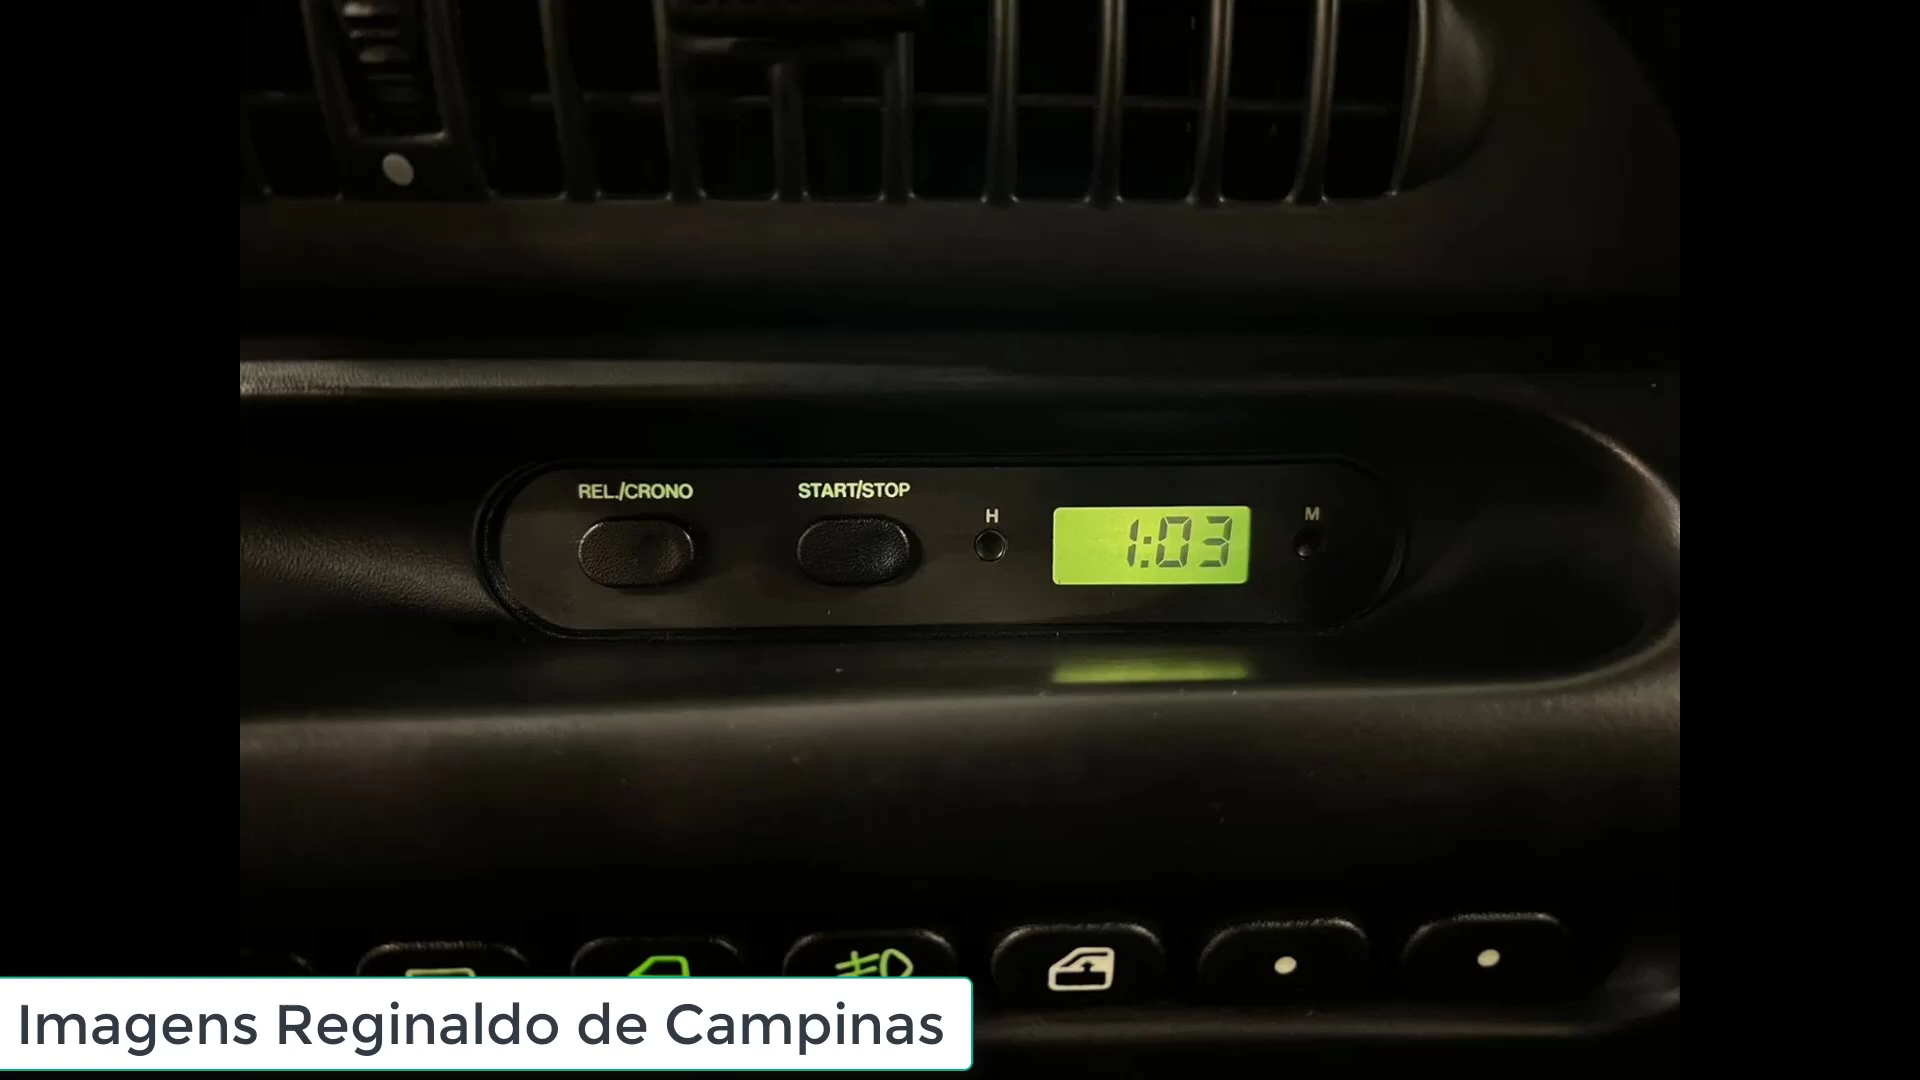 REL./CRONO
START/STOP
H
1:03
M
Imagens Reginaldo de Campinas